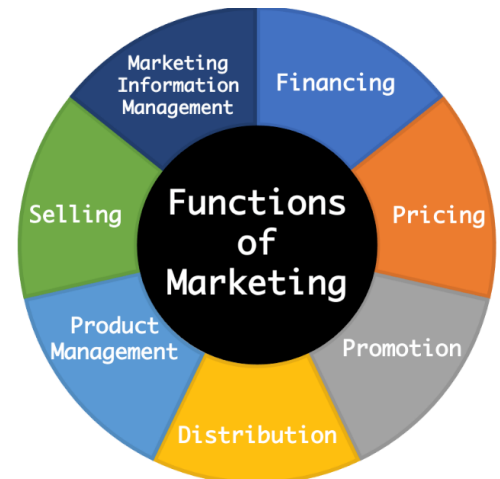 Functions
of
Marketing
Financing
Pricing
Promotion
Distribution
Product
Management
Selling
Marketing
Information
Management